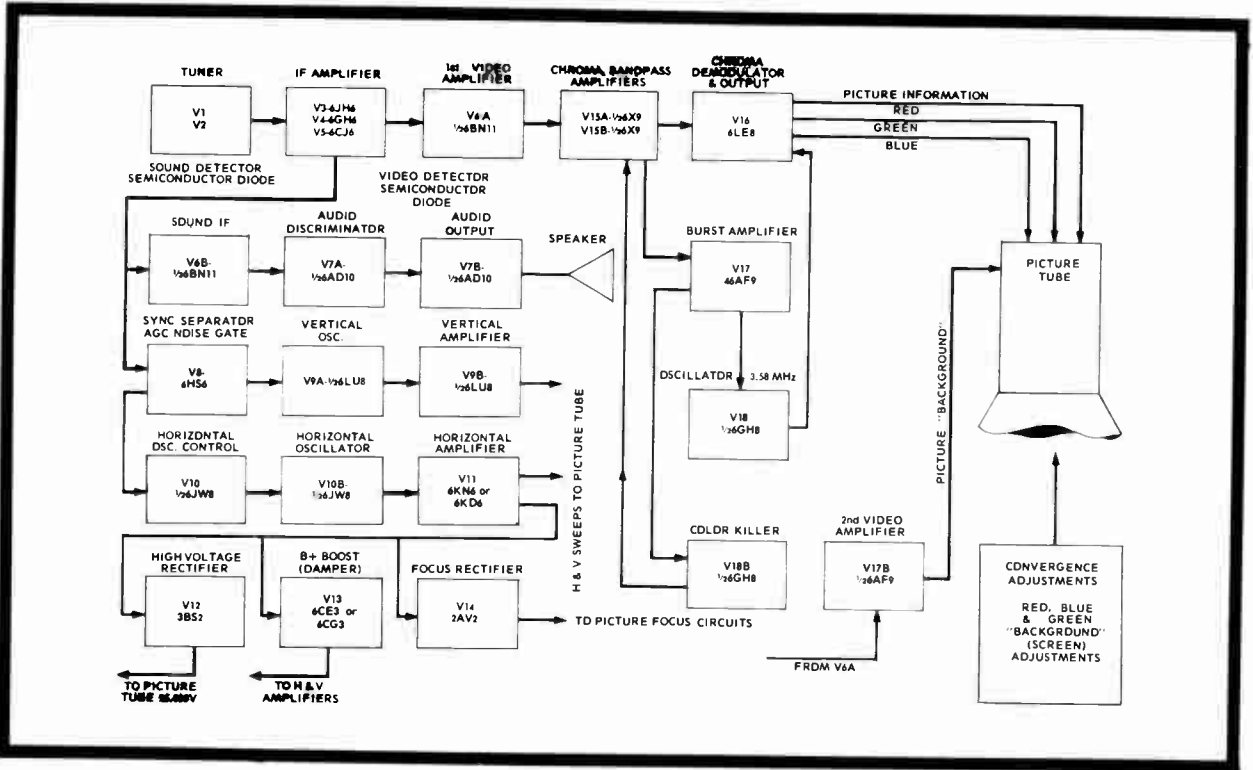 TUNER
V1
V2
SOUND DETECTOR
SEMICONDUCTOR DIODE
IF AMPLIFIER
V3-6JH6
V4-6GH6
V5-6CJ6
1st VIDEO
AMPLIFIER
V6A
½6BN11
VIDEO DETECTOR
SEMICONDUCTOR
DIODE
CHROMA BANDPASS
AMPLIFIERS
V15A-½6X9
V15B-½6X9
CHROMA
DEMODULATOR
& OUTPUT
V16
6LE8
PICTURE INFORMATION
RED
GREEN
BLUE
SOUND IF
V6B-
½6BN11
AUDIO
DISCRIMINATOR
V7A-
½6AD10
AUDIO
OUTPUT
V7B-
½6AD10
SPEAKER
BURST AMPLIFIER
V17
46AF9
PICTURE
TUBE
SYNC SEPARATOR
AGC NOISE GATE
V8-
6HS6
VERTICAL
OSC.
V9A-½6LU8
VERTICAL
AMPLIFIER
V9B-
½6LU8
OSCILLATOR
3.58 MHz
V18
½6GH8
PICTURE "BACKGROUND"
HORIZONTAL
OSC. CONTROL
V10
½6JW8
HORIZONTAL
OSCILLATOR
V10B-
½6JW8
HORIZONTAL
AMPLIFIER
V11
6KN6 or
6KD6
H & V SWEEPS TO PICTURE TUBE
HIGH VOLTAGE
RECTIFIER
V12
3BS2
B+ BOOST
(DAMPER)
V13
6CE3 or
6CG3
FOCUS RECTIFIER
V14
2AV2
TO PICTURE FOCUS CIRCUITS
COLOR KILLER
V18B
½6GH8
2nd VIDEO
AMPLIFIER
V17B
½6AF9
FROM V6A
CONVERGENCE
ADJUSTMENTS
RED, BLUE
& GREEN
"BACKGROUND"
(SCREEN)
ADJUSTMENTS
TO PICTURE
TUBE
TO H & V
AMPLIFIERS